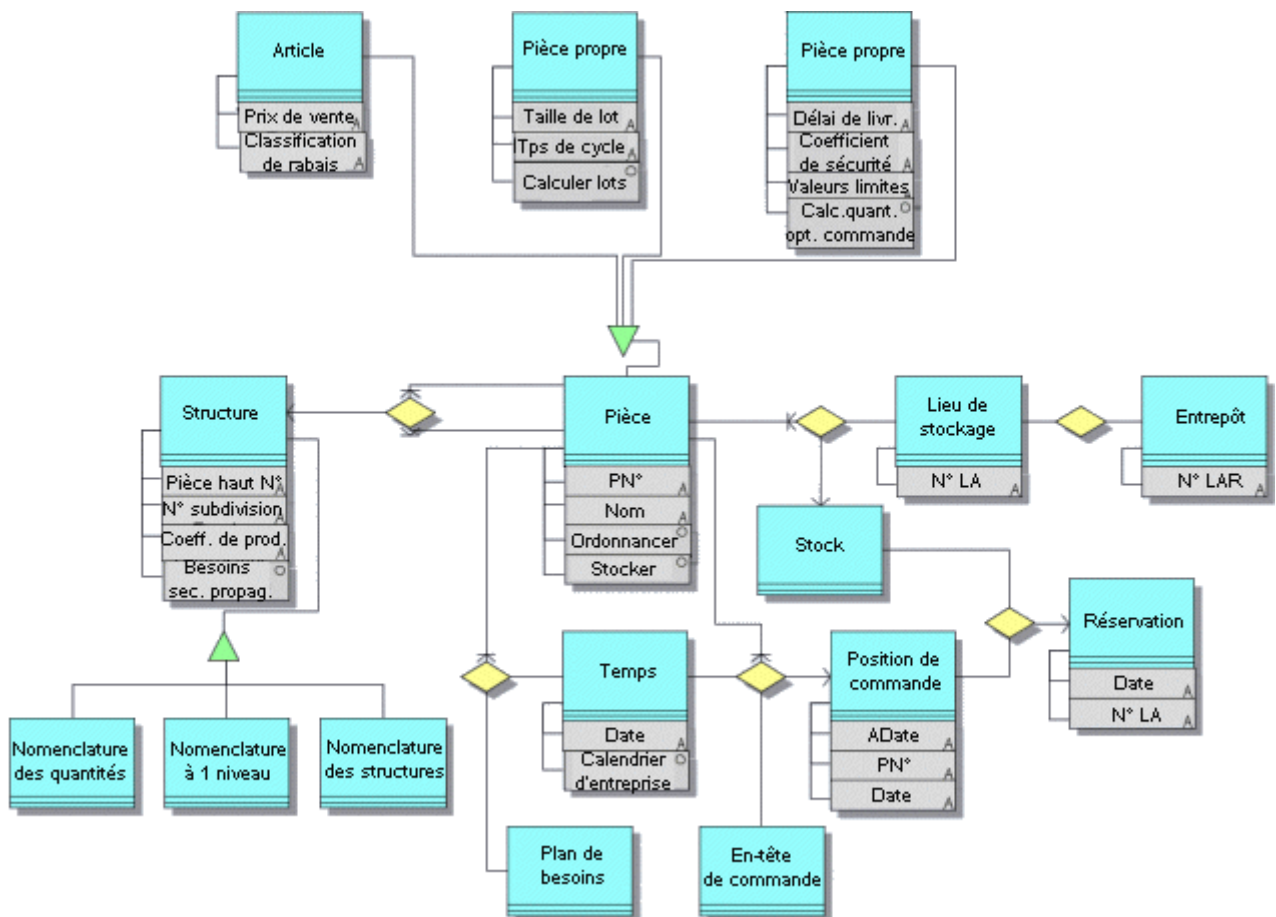 Article
Prix de vente
A
Classification
de rabais
A
Pièce propre
Taille de lot
A
Tps de cycle
A
Calculer lots
Pièce propre
Délai de livr.
A
Coefficient
de sécurité
A
Valeurs limites
A
Calc.quant.
opt. commande
Structure
Pièce haut N°
A
N° subdivision
A
Coeff. de prod.
A
Besoins
sec. propag.
Pièce
PN°
A
Nom
A
Ordonnancer
Stocker
Lieu de
stockage
N° LA
A
Entrepôt
N° LAR
A
Stock
Réservation
Date
A
N° LA
A
Temps
Date
A
Calendrier
d'entreprise
Position de
commande
ADate
A
PN°
A
Date
A
Nomenclature
des quantités
Nomenclature
à 1 niveau
Nomenclature
des structures
Plan de
besoins
En-tête
de commande